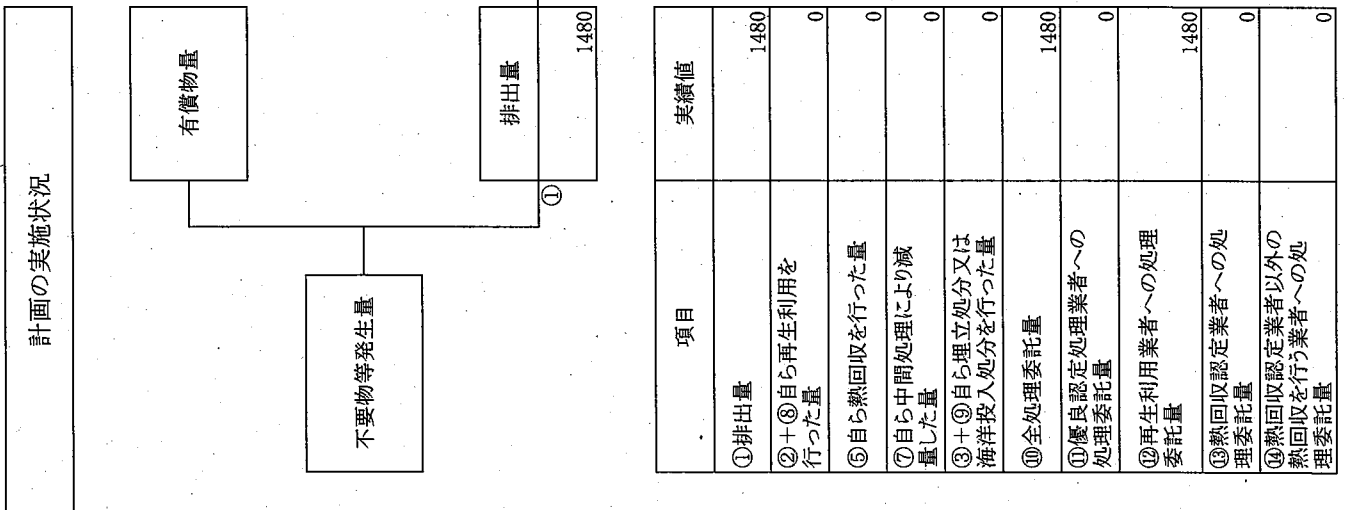 計画の実施状況
有償物量
不要物等発生量
排出量
①
1480
項目
実績値
①排出量
1480
②+⑧自ら再生利用を
行った量
0
⑤自ら熱回収を行った量
0
⑦自ら中間処理により減
量した量
0
③+⑨自ら埋立処分又は
海洋投入処分を行った量
0
⑩全処理委託量
1480
⑪優良認定処理業者への
処理委託量
0
⑫再生利用業者への処理
委託量
1480
⑬熱回収認定業者への処
理委託量
0
⑭熱回収認定業者以外の
熱回収を行う業者への処
理委託量
0